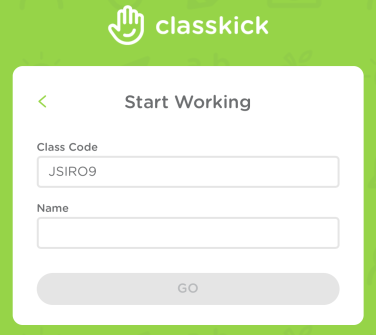 classkick
Start Working
Class Code
JSIRO9
Name
GO